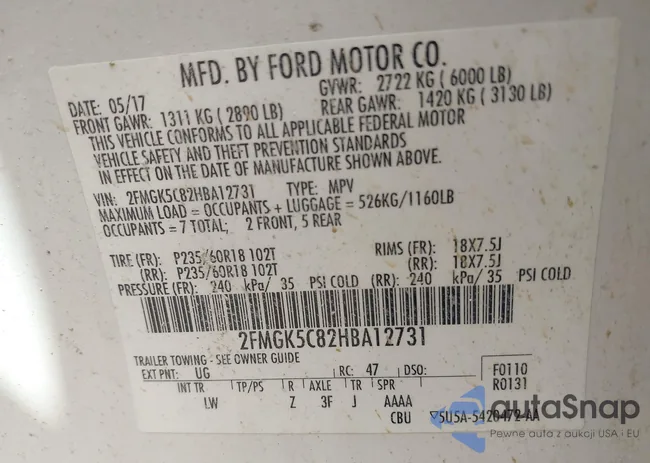 MFD. BY FORD MOTOR CO.
DATE: 05/17 GVWR: 2722 KG ( 6000 LB)
FRONT GAWR: 1311 KG ( 2890 LB) REAR GAWR: 1420 KG ( 3130 LB)
THIS VEHICLE CONFORMS TO ALL APPLICABLE FEDERAL MOTOR
VEHICLE SAFETY AND THEFT PREVENTION STANDARDS
IN EFFECT ON THE DATE OF MANUFACTURE SHOWN ABOVE.
VIN: 2FMGK5C82HBA12731 TYPE: MPV
MAXIMUM LOAD = OCCUPANTS + LUGGAGE = 526KG/1160LB
OCCUPANTS = 7 TOTAL; 2 FRONT, 5 REAR
TIRE (FR): P235/60R18 102T RIMS (FR): 18X7.5J
(RR): P235/60R18 102T (RR): 18X7.5J
PRESSURE (FR): 240 kPa/ 35 PSI COLD (RR): 240 kPa/ 35 PSI COLD
2FMGK5C82HBA12731
TRAILER TOWING - SEE OWNER GUIDE
EXT PNT: UG RC: 47 DSO: F0110
R0131
INT TR TP/PS R AXLE TR SPR
LW Z 3F J AAAA
CBU 5U5A-5420472-AA
autoSnap
Pewne auta z aukcji USA i EU